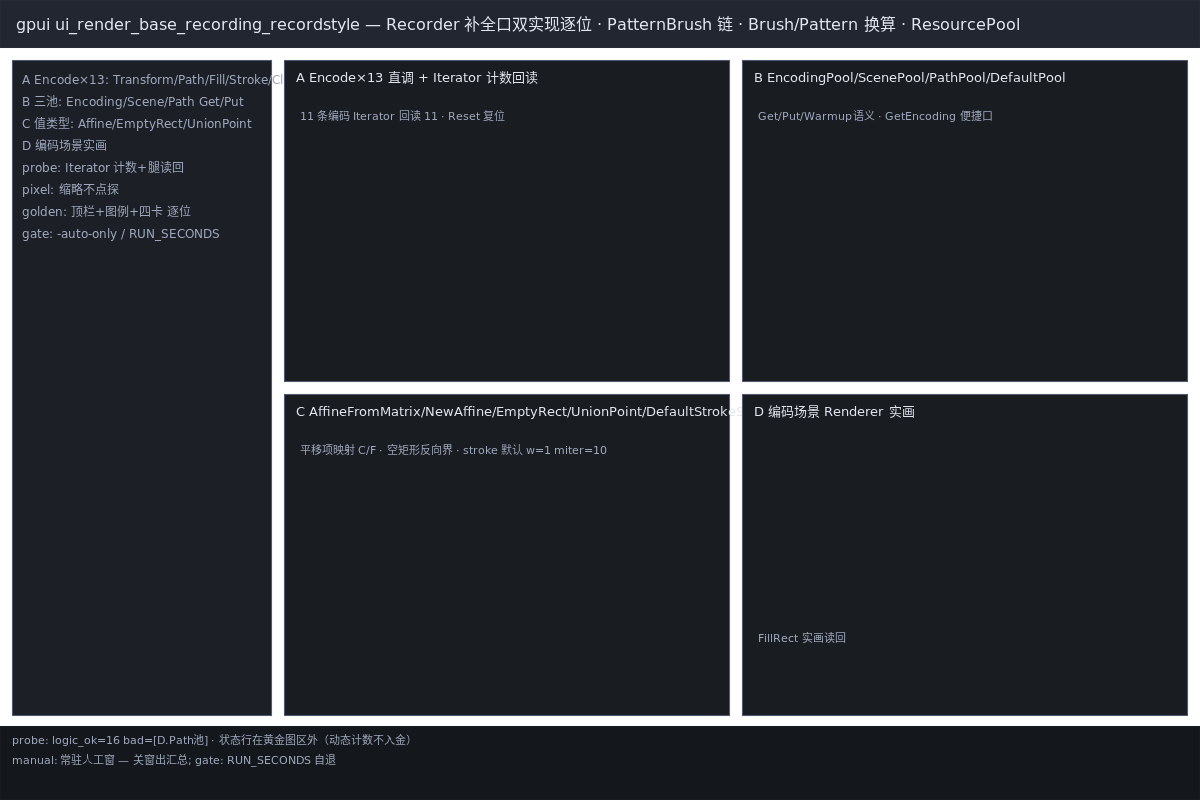 gpui ui_render_base_recording_recordstyle — Recorder 补全口双实现逐位 · PatternBrush 链 · Brush/Pattern 换算 · ResourcePool
A Encode×13: Transform/Path/Fill/Stroke/Cl
B 三池: Encoding/Scene/Path Get/Put
C 值类型: Affine/EmptyRect/UnionPoint
D 编码场景实画
probe: Iterator 计数+腿读回
pixel: 缩略不点探
golden: 顶栏+图例+四卡 逐位
gate: -auto-only / RUN_SECONDS
A Encode×13 直调 + Iterator 计数回读
11 条编码 Iterator 回读 11 · Reset 复位
B EncodingPool/ScenePool/PathPool/DefaultPool
Get/Put/Warmup语义 · GetEncoding 便捷口
C AffineFromMatrix/NewAffine/EmptyRect/UnionPoint/DefaultStroke
平移项映射 C/F · 空矩形反向界 · stroke 默认 w=1 miter=10
D 编码场景 Renderer 实画
FillRect 实画读回
probe: logic_ok=16 bad=[D.Path池] · 状态行在黄金图区外（动态计数不入金）
manual: 常驻人工窗 — 关窗出汇总; gate: RUN_SECONDS 自退